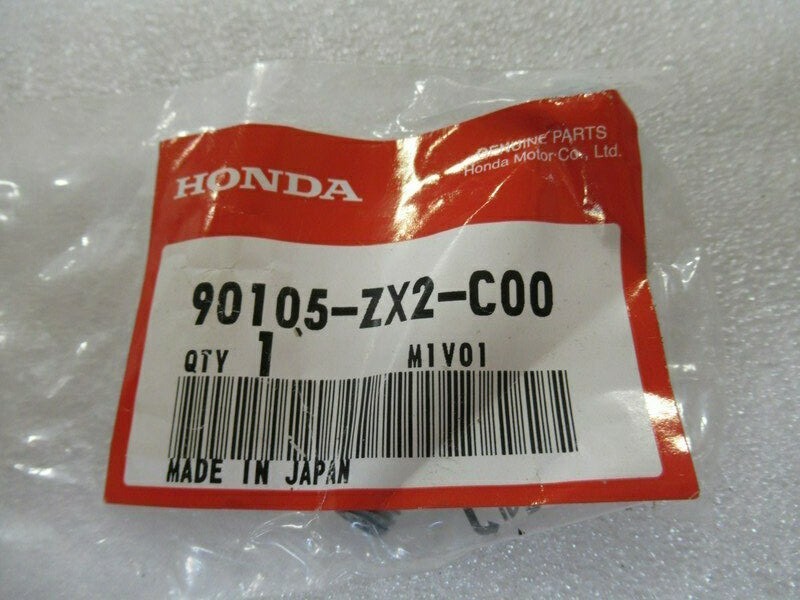 HONDA
GENUINE PARTS
Honda Motor Co., Ltd.
90105-ZX2-C00
QTY 1 M1V01
MADE IN JAPAN